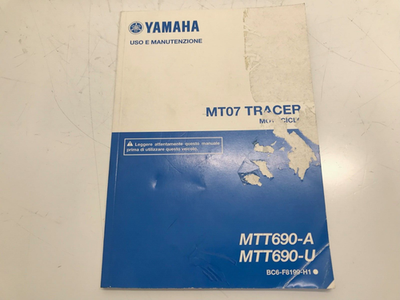 YAMAHA
USO E MANUTENZIONE
MT07 TRACER
Leggere attentamente questo manuale
prima di utilizzare questo veicolo.
MTT690-A
MTT690-U
BC6-F8199-H1